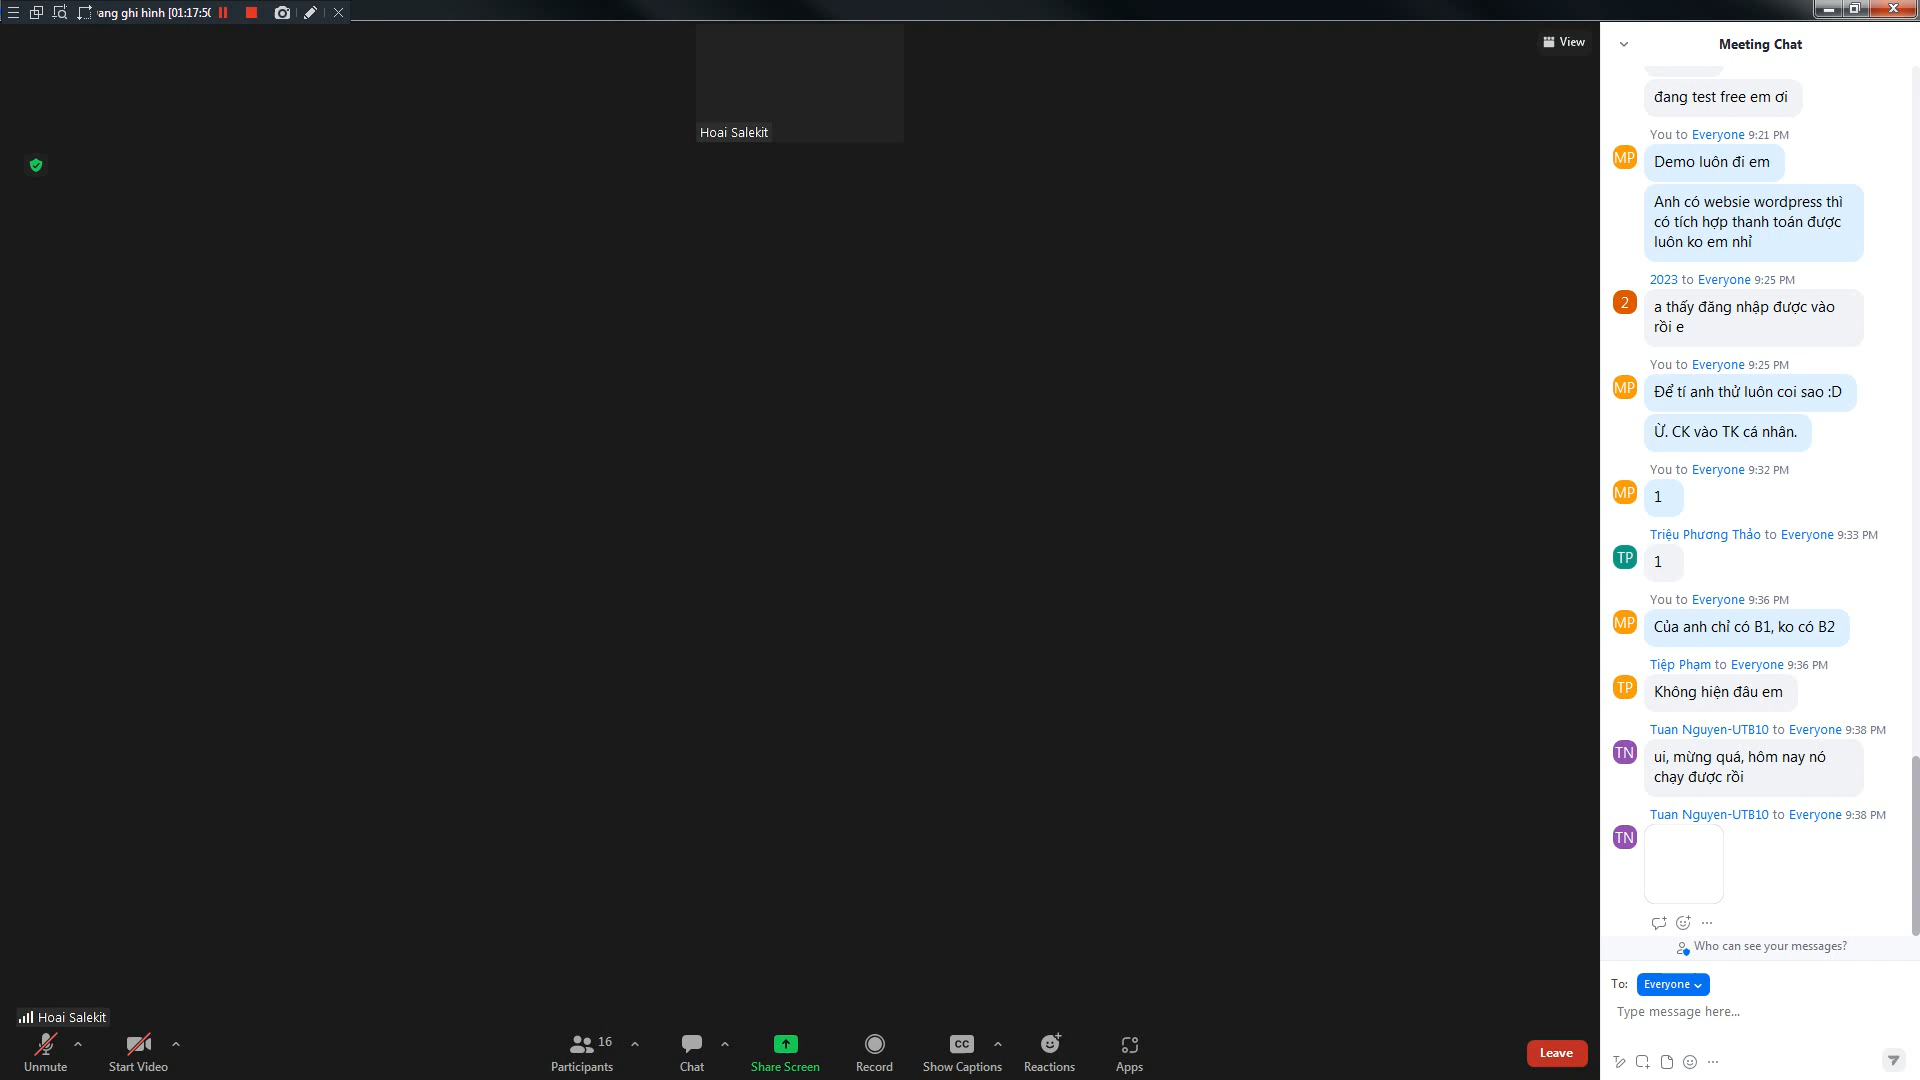 ang ghi hình [01:17:50
View
Hoai Salekit
Hoai Salekit
Unmute
Start Video
16
Participants
Chat
Share Screen
Record
CC
Show Captions
Reactions
Apps
Leave
Meeting Chat
đang test free em ơi
You to Everyone 9:21 PM
MP
Demo luôn đi em
Anh có websie wordpress thì
có tích hợp thanh toán được
luôn ko em nhỉ
2023 to Everyone 9:25 PM
2
a thấy đăng nhập được vào
rồi e
You to Everyone 9:25 PM
MP
Để tí anh thử luôn coi sao :D
Ừ. CK vào TK cá nhân.
You to Everyone 9:32 PM
MP
1
Triệu Phương Thảo to Everyone 9:33 PM
TP
1
You to Everyone 9:36 PM
MP
Của anh chỉ có B1, ko có B2
Tiệp Phạm to Everyone 9:36 PM
TP
Không hiện đâu em
Tuan Nguyen-UTB10 to Everyone 9:38 PM
TN
ui, mừng quá, hôm nay nó
chạy được rồi
Tuan Nguyen-UTB10 to Everyone 9:38 PM
TN
Who can see your messages?
To: Everyone
Type message here...